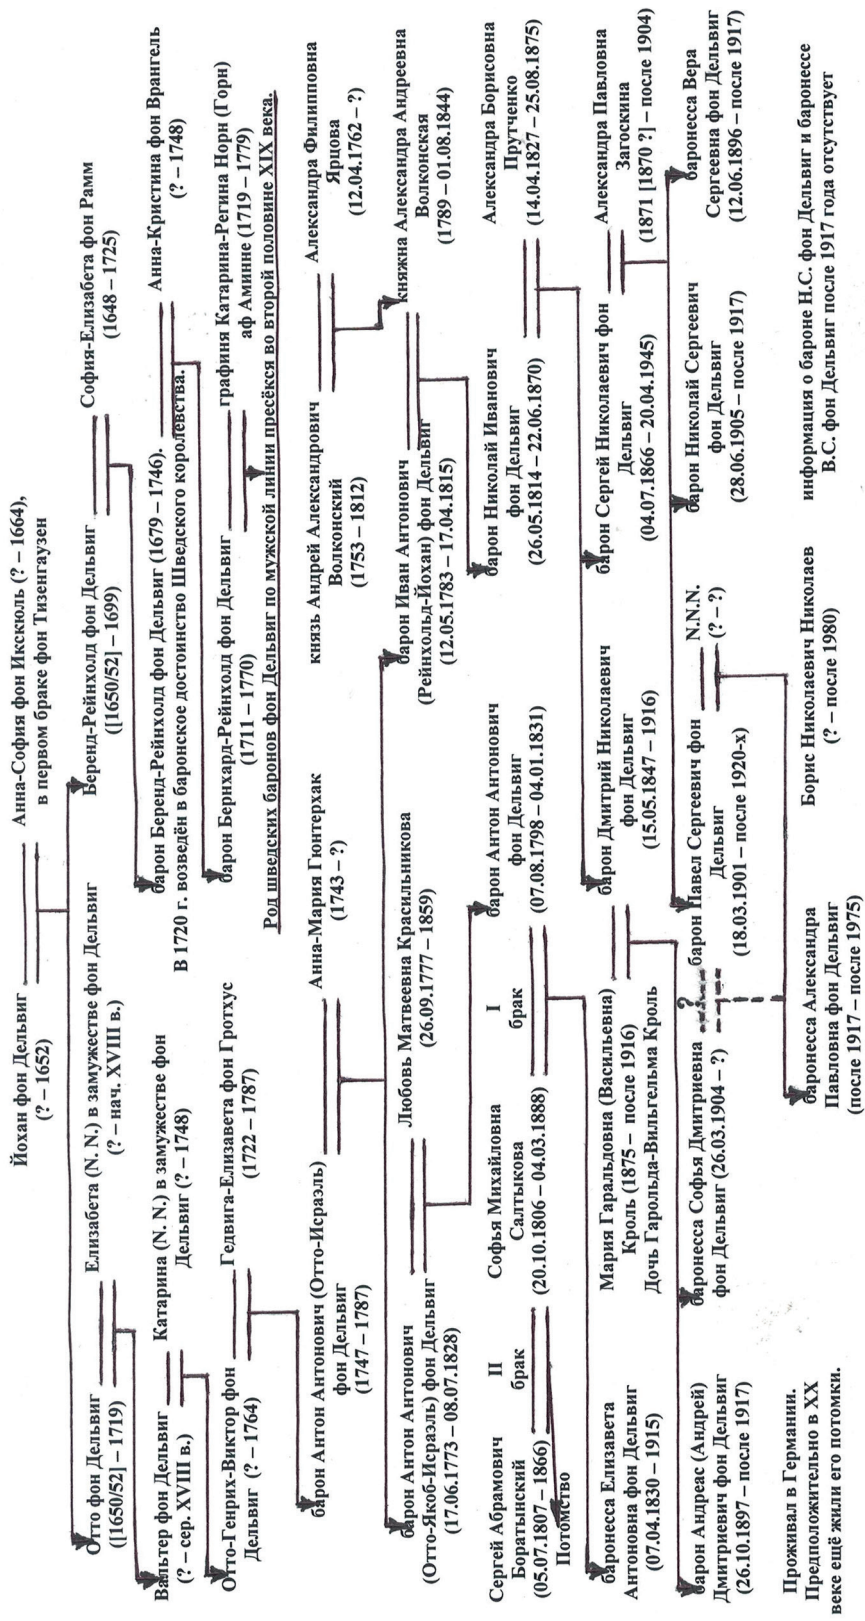 Йохан фон Дельвиг
(? – 1652)
Анна-София фон Икскюль (? – 1664),
в первом браке фон Тизенгаузен
Отто фон Дельвиг
([1650/52] – 1719)
Елизабета (N. N.) в замужестве фон Дельвиг
(? – нач. XVIII в.)
Беренд-Рейнхолд фон Дельвиг
([1650/52] – 1699)
София-Елизабета фон Рамм
(1648 – 1725)
Вальтер фон Дельвиг
(? – сер. XVIII в.)
Катарина (N. N.) в замужестве фон
Дельвиг (? – 1748)
барон Беренд-Рейнхолд фон Дельвиг (1679 – 1746).
В 1720 г. возведён в баронское достоинство Шведского королевства.
Анна-Кристина фон Врангель
(? – 1748)
Отто-Генрих-Виктор фон
Дельвиг (? – 1764)
Гедвига-Елизавета фон Гротхус
(1722 – 1787)
барон Бернхард-Рейнхолд фон Дельвиг
(1711 – 1770)
графиня Катарина-Регина Норн (Горн)
аф Аминне (1719 – 1779)
Род шведских баронов фон Дельвиг по мужской линии пресёкся во второй половине XIX века.
барон Антон Антонович (Отто-Исраэль)
фон Дельвиг
(1747 – 1787)
Анна-Мария Гюнтерхак
(1743 – ?)
князь Андрей Александрович
Волконский
(1753 – 1812)
Александра Филипповна
Ярцова
(12.04.1762 – ?)
барон Антон Антонович
(Отто-Якоб-Исраэль) фон Дельвиг
(17.06.1773 – 08.07.1828)
Любовь Матвеевна Красильникова
(26.09.1777 – 1859)
барон Иван Антонович
(Рейнхольд-Йохан) фон Дельвиг
(12.05.1783 – 17.04.1815)
княжна Александра Андреевна
Волконская
(1789 – 01.08.1844)
Сергей Абрамович
Боратынский
(05.07.1807 – 1866)
Потомство
II
брак
Софья Михайловна
Салтыкова
(20.10.1806 – 04.03.1888)
I
брак
барон Антон Антонович
фон Дельвиг
(07.08.1798 – 04.01.1831)
барон Николай Иванович
фон Дельвиг
(26.05.1814 – 22.06.1870)
Александра Борисовна
Прутченко
(14.04.1827 – 25.08.1875)
баронесса Елизавета
Антоновна фон Дельвиг
(07.04.1830 – 1915)
Мария Гаральдовна (Васильевна)
Кроль (1875 – после 1916)
Дочь Гарольда-Вильгельма Кроль
барон Дмитрий Николаевич
фон Дельвиг
(15.05.1847 – 1916)
барон Сергей Николаевич фон
Дельвиг
(04.07.1866 – 20.04.1945)
Александра Павловна
Загоскина
(1871 [1870 ?] – после 1904)
барон Андреас (Андрей)
Дмитриевич фон Дельвиг
(26.10.1897 – после 1917)
баронесса Софья Дмитриевна
фон Дельвиг (26.03.1904 – ?)
?
барон Павел Сергеевич фон
Дельвиг
(18.03.1901 – после 1920-х)
N.N.N.
(? – ?)
барон Николай Сергеевич
фон Дельвиг
(28.06.1905 – после 1917)
баронесса Вера
Сергеевна фон Дельвиг
(12.06.1896 – после 1917)
Проживал в Германии.
Предположительно в XX
веке ещё жили его потомки.
баронесса Александра
Павловна фон Дельвиг
(после 1917 – после 1975)
Борис Николаевич Николаев
(? – после 1980)
информация о бароне Н.С. фон Дельвиг и баронессе
В.С. фон Дельвиг после 1917 года отсутствует